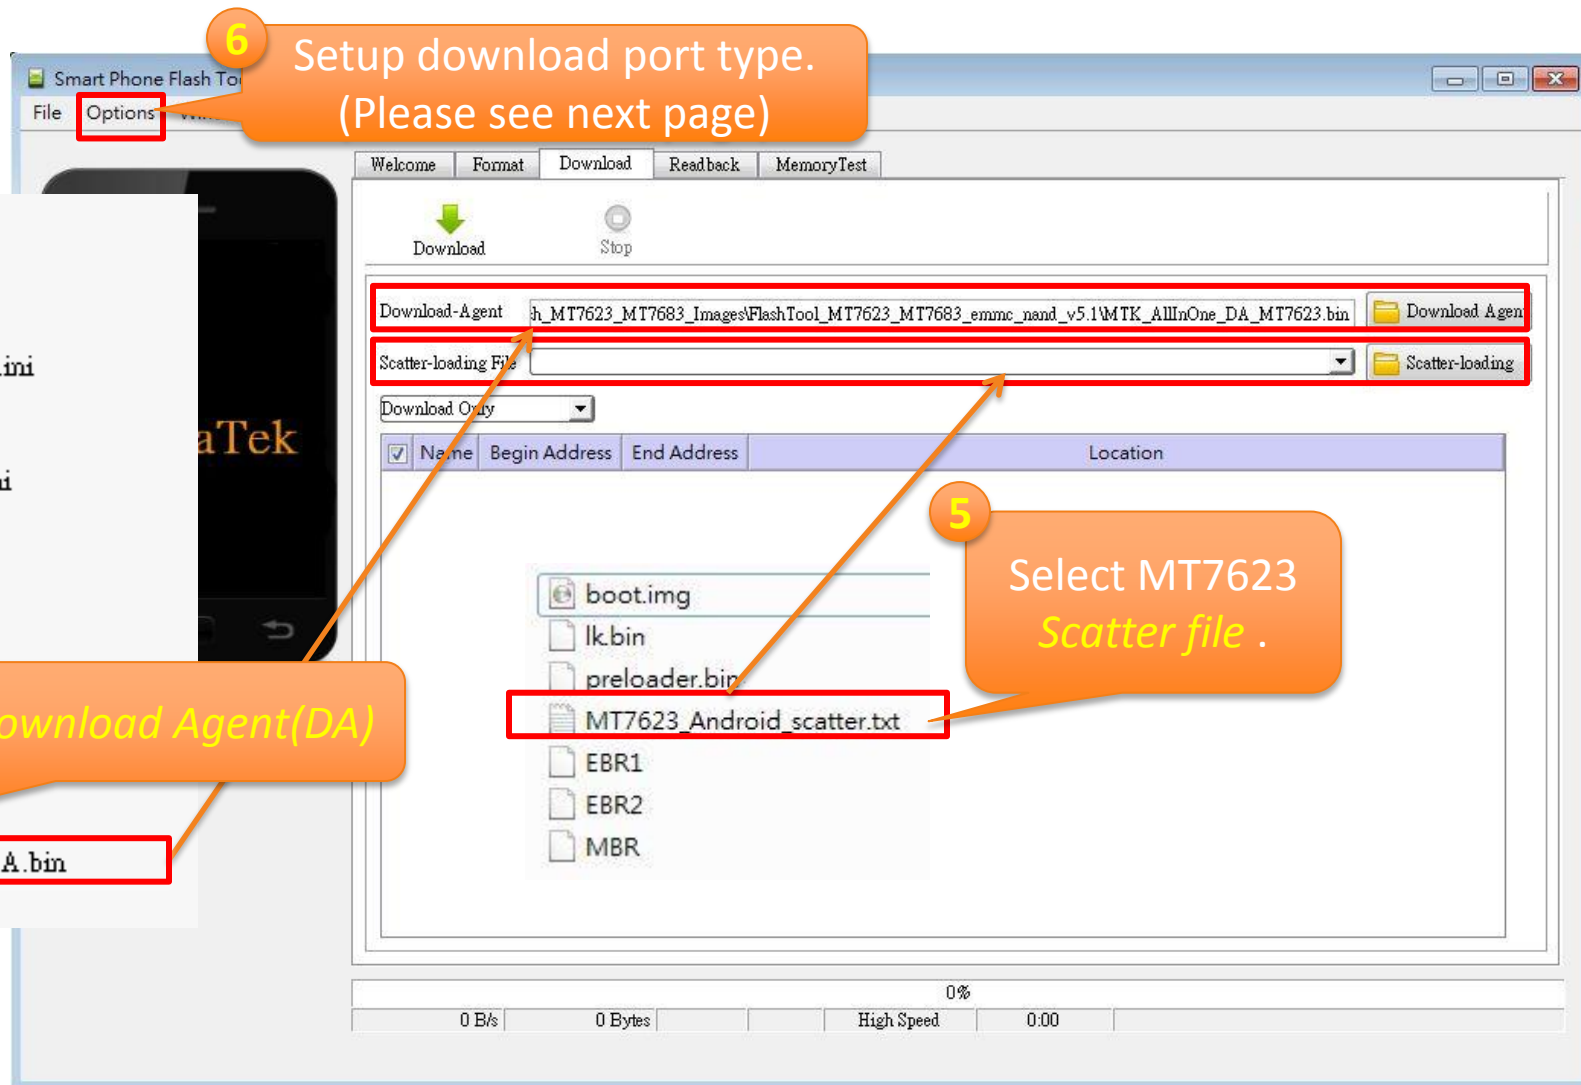 6
Setup download port type.
(Please see next page)
Smart Phone Flash
File Options
Welcome Format Download Readback MemoryTest
Download Stop
Download-Agent h_MT7623_MT7683_Images\FlashTool_MT7623_MT7683_emmc_nand_v5.1\MTK_AllInOne_DA_MT7623.bin Download Agent
Scatter-loading File Scatter-loading
.ini
Download Only
aTek
Name Begin Address End Address Location
5
Select MT7623
Scatter file .
boot.img
lk.bin
preloader.bin
MT7623_Android_scatter.txt
ownload Agent(DA)
EBR1
EBR2
MBR
A.bin
0%
0 B/s 0 Bytes High Speed 0:00